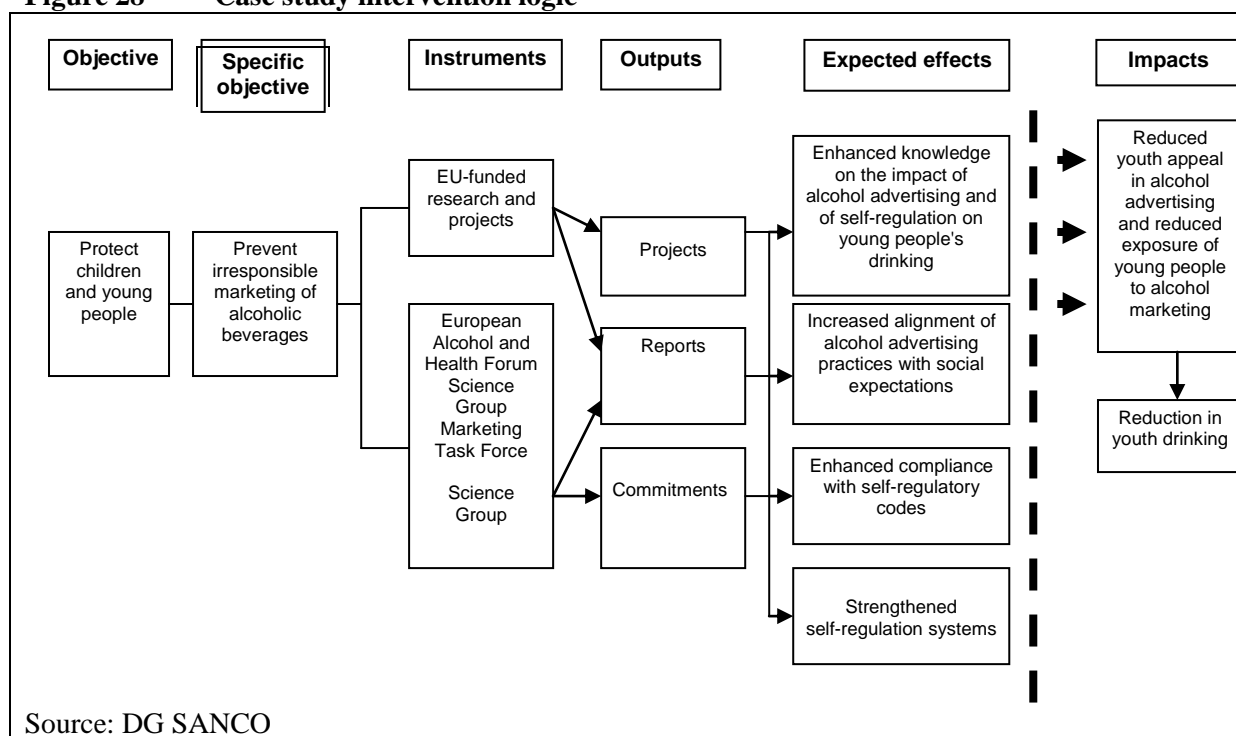 Figure 28 Case study intervention logic
Objective
Specific
objective
Instruments
Outputs
Expected effects
Impacts
Protect
children
and young
people
Prevent
irresponsible
marketing of
alcoholic
beverages
EU-funded
research and
projects
European
Alcohol and
Health Forum
Science
Group
Marketing
Task Force
Science
Group
Projects
Reports
Commitments
Enhanced knowledge
on the impact of
alcohol advertising and
of self-regulation on
young people's
drinking
Increased alignment of
alcohol advertising
practices with social
expectations
Enhanced compliance
with self-regulatory
codes
Strengthened
self-regulation systems
Reduced
youth appeal
in alcohol
advertising
and reduced
exposure of
young people
to alcohol
marketing
Reduction in
youth drinking
Source: DG SANCO